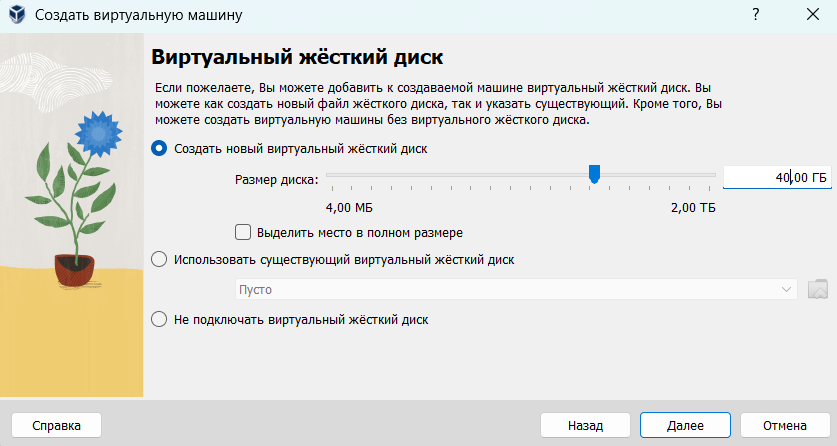 Создать виртуальную машину
?
Виртуальный жёсткий диск
Если пожелаете, Вы можете добавить к создаваемой машине виртуальный жёсткий диск. Вы
можете как создать новый файл жёсткого диска, так и указать существующий. Кроме того, Вы
можете создать виртуальную машины без виртуального жёсткого диска.
Создать новый виртуальный жёсткий диск
Размер диска:
40,00 ГБ
4,00 МБ
2,00 ТБ
Выделить место в полном размере
Использовать существующий виртуальный жёсткий диск
Пусто
Не подключать виртуальный жёсткий диск
Справка
Назад
Далее
Отмена